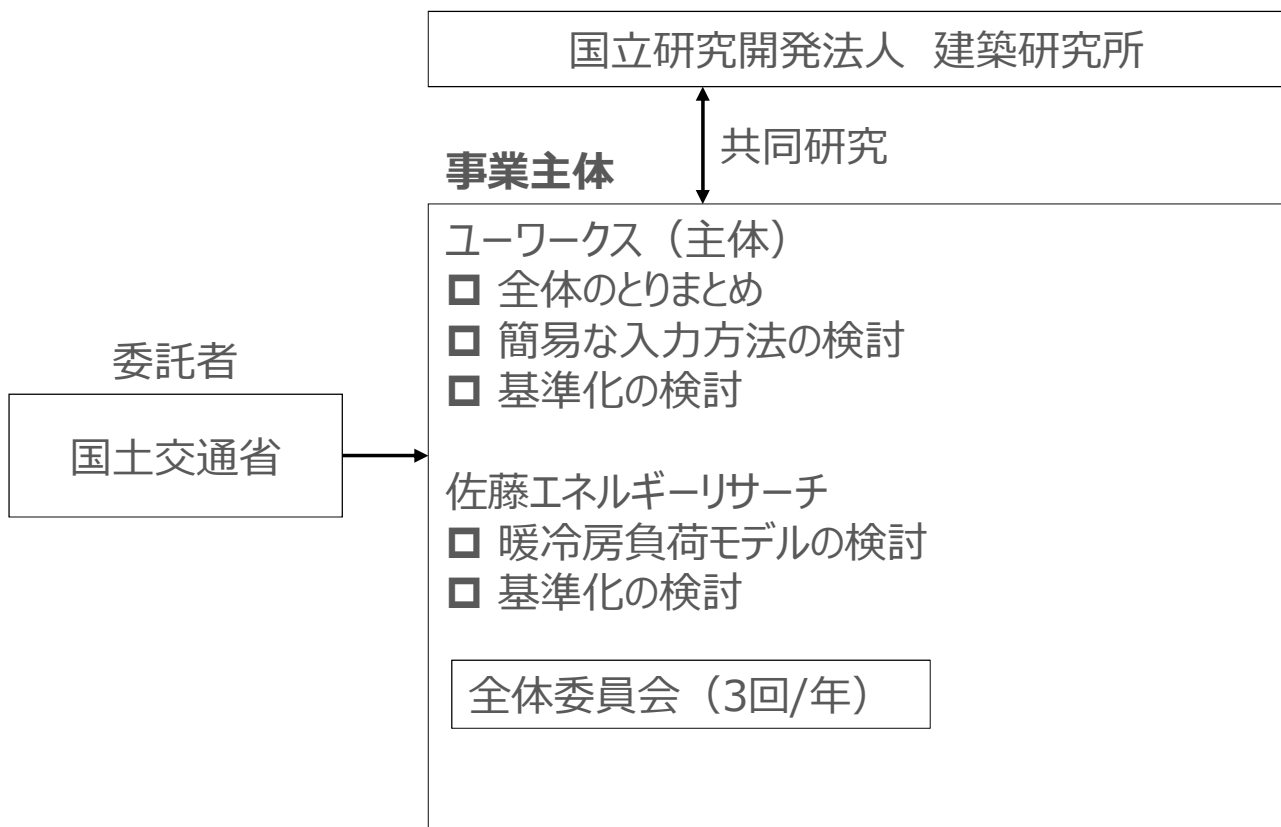 国立研究開発法人 建築研究所
共同研究
事業主体
ユーワークス（主体）
全体のとりまとめ
簡易な入力方法の検討
基準化の検討
委託者
国土交通省
佐藤エネルギーリサーチ
暖冷房負荷モデルの検討
基準化の検討
全体委員会（3回/年）